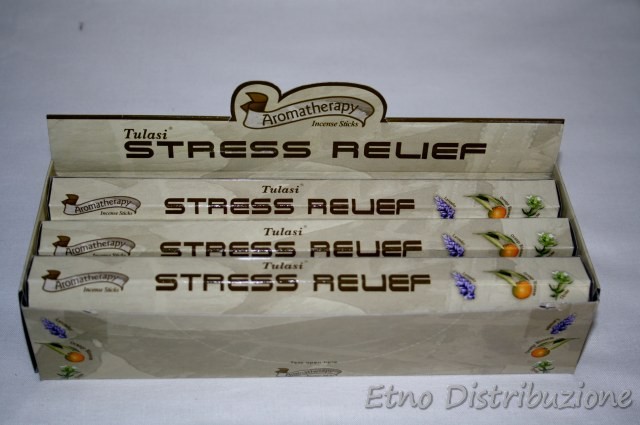 Aromatherapy
Incense Sticks
Tulasi
STRESS RELIEF
Tulasi
Aromatherapy
Incense Sticks
STRESS RELIEF
Tulasi
Aromatherapy
Incense Sticks
STRESS RELIEF
Tulasi
Aromatherapy
Incense Sticks
STRESS RELIEF
Aromatherapy
Etno Distribuzione